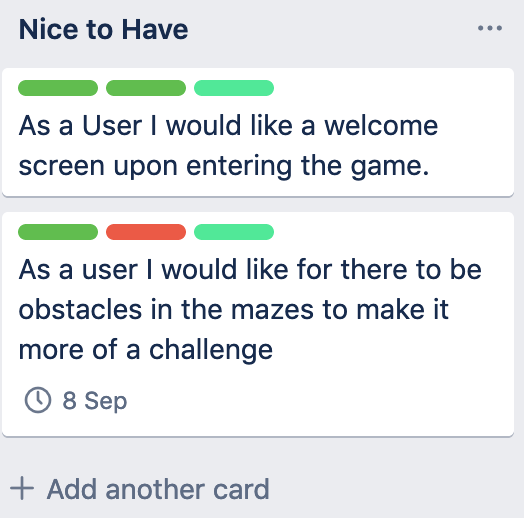 Nice to Have
As a User I would like a welcome
screen upon entering the game.
As a user I would like for there to be
obstacles in the mazes to make it
more of a challenge
8 Sep
+ Add another card